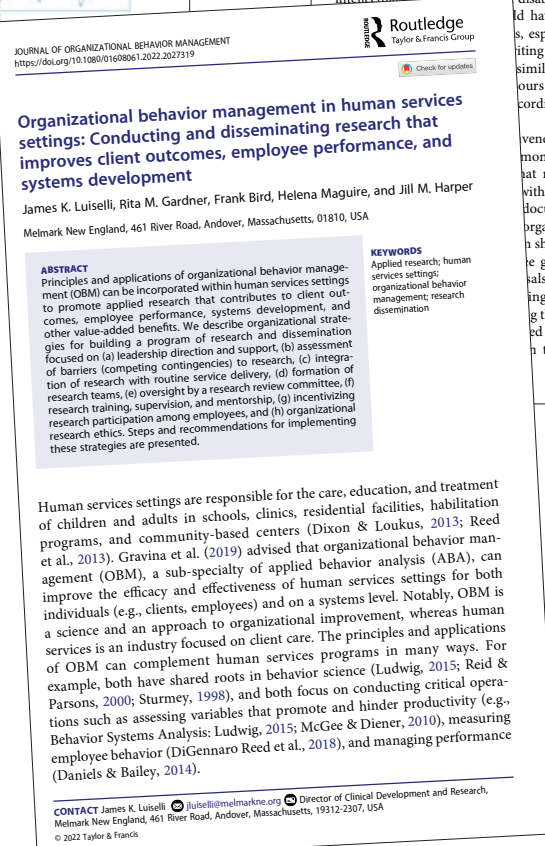 JOURNAL OF ORGANIZATIONAL BEHAVIOR MANAGEMENT
https://doi.org/10.1080/01608061.2022.2027319
ROUTLEDGE
Routledge
Taylor & Francis Group
Check for updates
Organizational behavior management in human services
settings: Conducting and disseminating research that
improves client outcomes, employee performance, and
systems development
James K. Luiselli, Rita M. Gardner, Frank Bird, Helena Maguire, and Jill M. Harper
Melmark New England, 461 River Road, Andover, Massachusetts, 01810, USA
ABSTRACT
Principles and applications of organizational behavior manage-
ment (OBM) can be incorporated within human services settings
to promote applied research that contributes to client out-
comes, employee performance, systems development, and
other value-added benefits. We describe organizational strate-
gies for building a program of research and dissemination
focused on (a) leadership direction and support, (b) assessment
of barriers (competing contingencies) to research, (c) integra-
tion of research with routine service delivery, (d) formation of
research teams, (e) oversight by a research review committee, (f)
research training, supervision, and mentorship, (g) incentivizing
research participation among employees, and (h) organizational
research ethics. Steps and recommendations for implementing
these strategies are presented.
KEYWORDS
Applied research; human
services settings;
organizational behavior
management; research
dissemination
Human services settings are responsible for the care, education, and treatment
of children and adults in schools, clinics, residential facilities, habilitation
programs, and community-based centers (Dixon & Loukus, 2013; Reed
et al., 2013). Gravina et al. (2019) advised that organizational behavior man-
agement (OBM), a sub-specialty of applied behavior analysis (ABA), can
improve the efficacy and effectiveness of human services settings for both
individuals (e.g., clients, employees) and on a systems level. Notably, OBM is
a science and an approach to organizational improvement, whereas human
services is an industry focused on client care. The principles and applications
of OBM can complement human services programs in many ways. For
example, both have shared roots in behavior science (Ludwig, 2015; Reid &
Parsons, 2000; Sturmey, 1998), and both focus on conducting critical opera-
tions such as assessing variables that promote and hinder productivity (e.g.,
Behavior Systems Analysis: Ludwig, 2015; McGee & Diener, 2010), measuring
employee behavior (DiGennaro Reed et al., 2018), and managing performance
(Daniels & Bailey, 2014).
CONTACT James K. Luiselli jluiselli@melmarkne.org Director of Clinical Development and Research,
Melmark New England, 461 River Road, Andover, Massachusetts, 19312-2307, USA
© 2022 Taylor & Francis